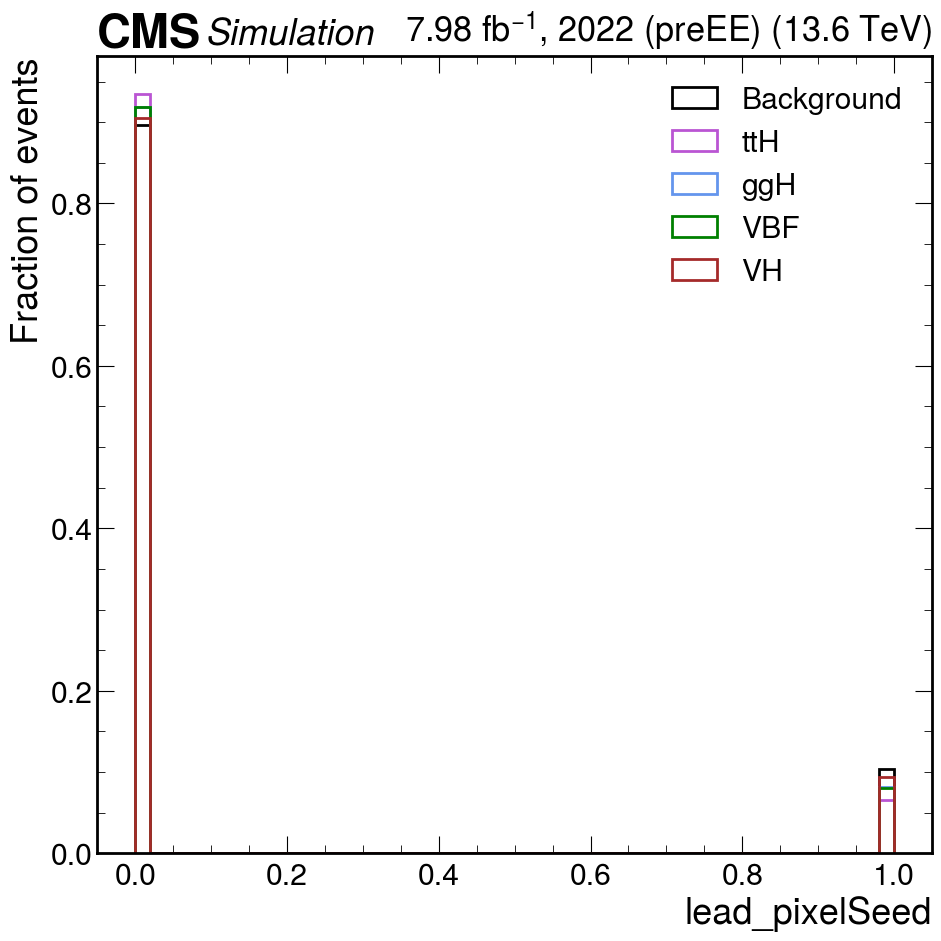 CMS Simulation 7.98 fb⁻¹, 2022 (preEE) (13.6 TeV)
Fraction of events
Background
ttH
ggH
VBF
VH
0.8
0.6
0.4
0.2
0.0
0.0 0.2 0.4 0.6 0.8 1.0
lead_pixelSeed